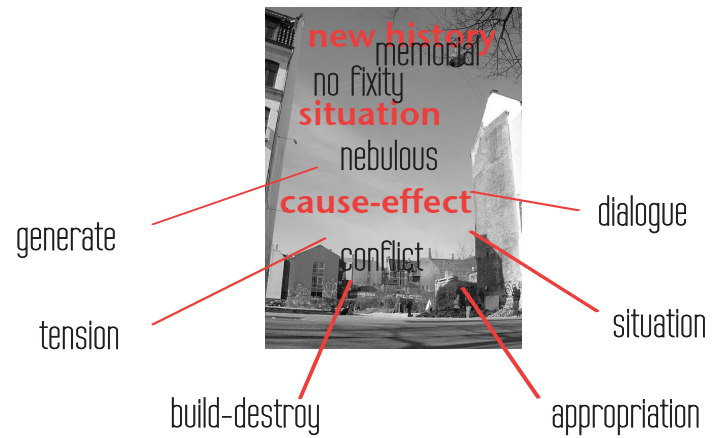 new history
memorial
no fixity
situation
nebulous
cause-effect
dialogue
generate
conflict
tension
situation
build-destroy
appropriation